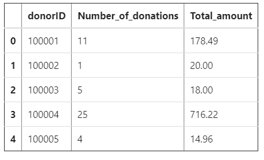 donorID Number_of_donations Total_amount
0 100001 11 178.49
1 100002 1 20.00
2 100003 5 18.00
3 100004 25 716.22
4 100005 4 14.96